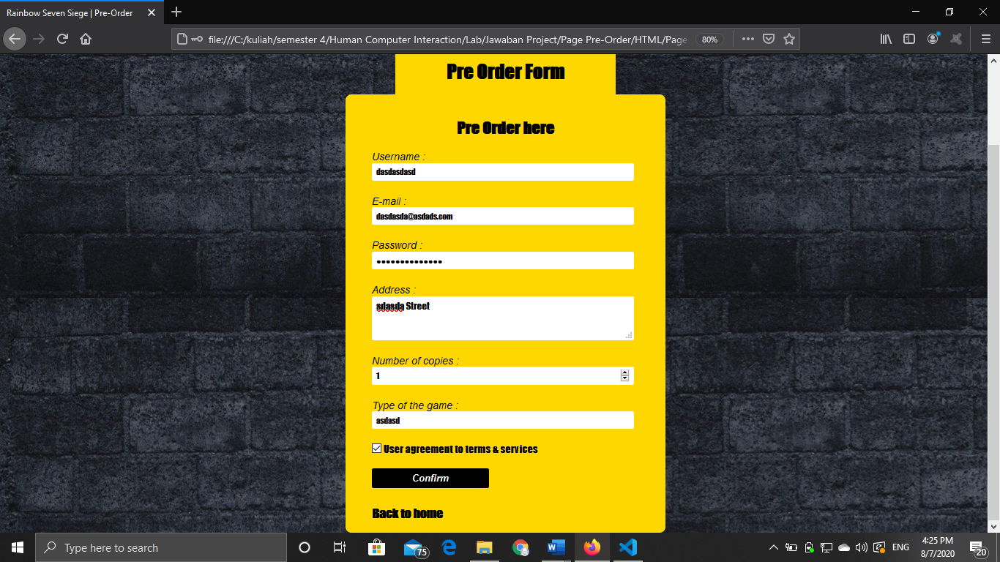 Rainbow Seven Siege | Pre-Order
file:///C:/kuliah/semester 4/Human Computer Interaction/Lab/Jawaban Project/Page Pre-Order/HTML/Page
80%
Pre Order Form
Pre Order here
Username :
dasdasdasd
E-mail :
dasdasda@asdads.com
Password :
••••••••••••••
Address :
sdasda Street
Number of copies :
1
Type of the game :
asdasd
User agreement to terms & services
Confirm
Back to home
Type here to search
75
ENG
4:25 PM
8/7/2020
20